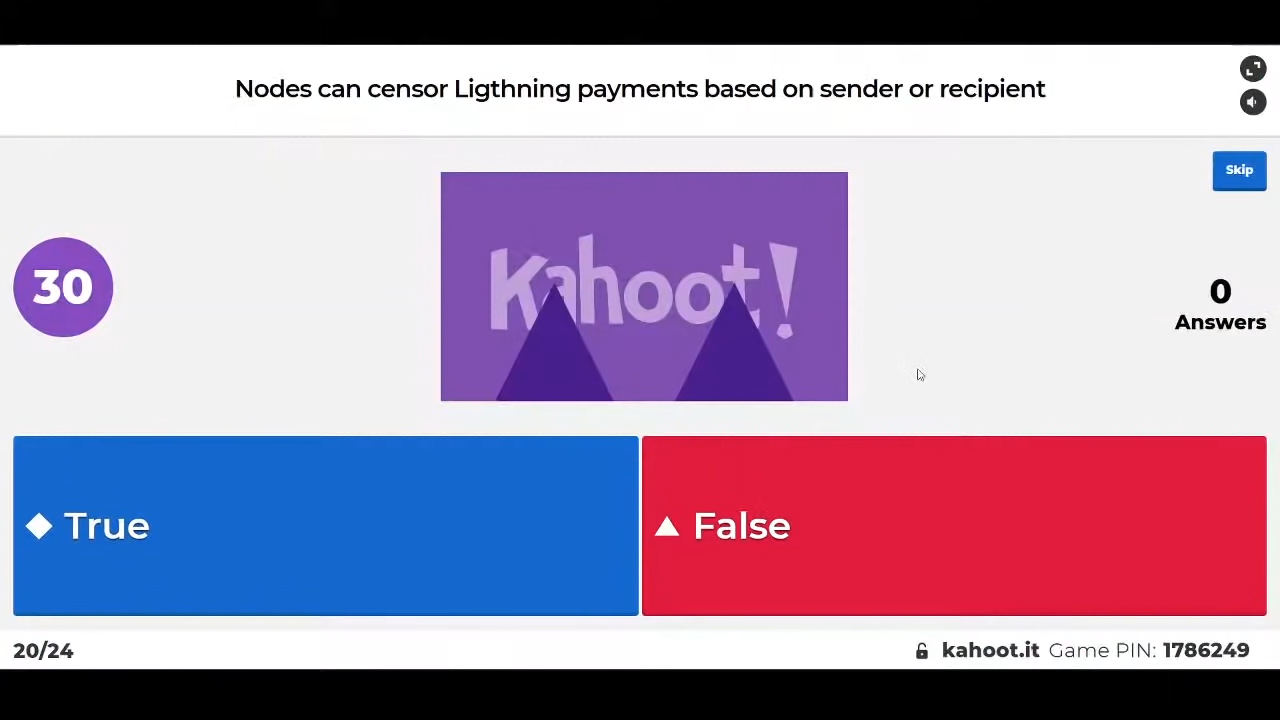 Nodes can censor Ligthning payments based on sender or recipient
Skip
30
Kahoot!
0
Answers
True
False
20/24
kahoot.it Game PIN: 1786249